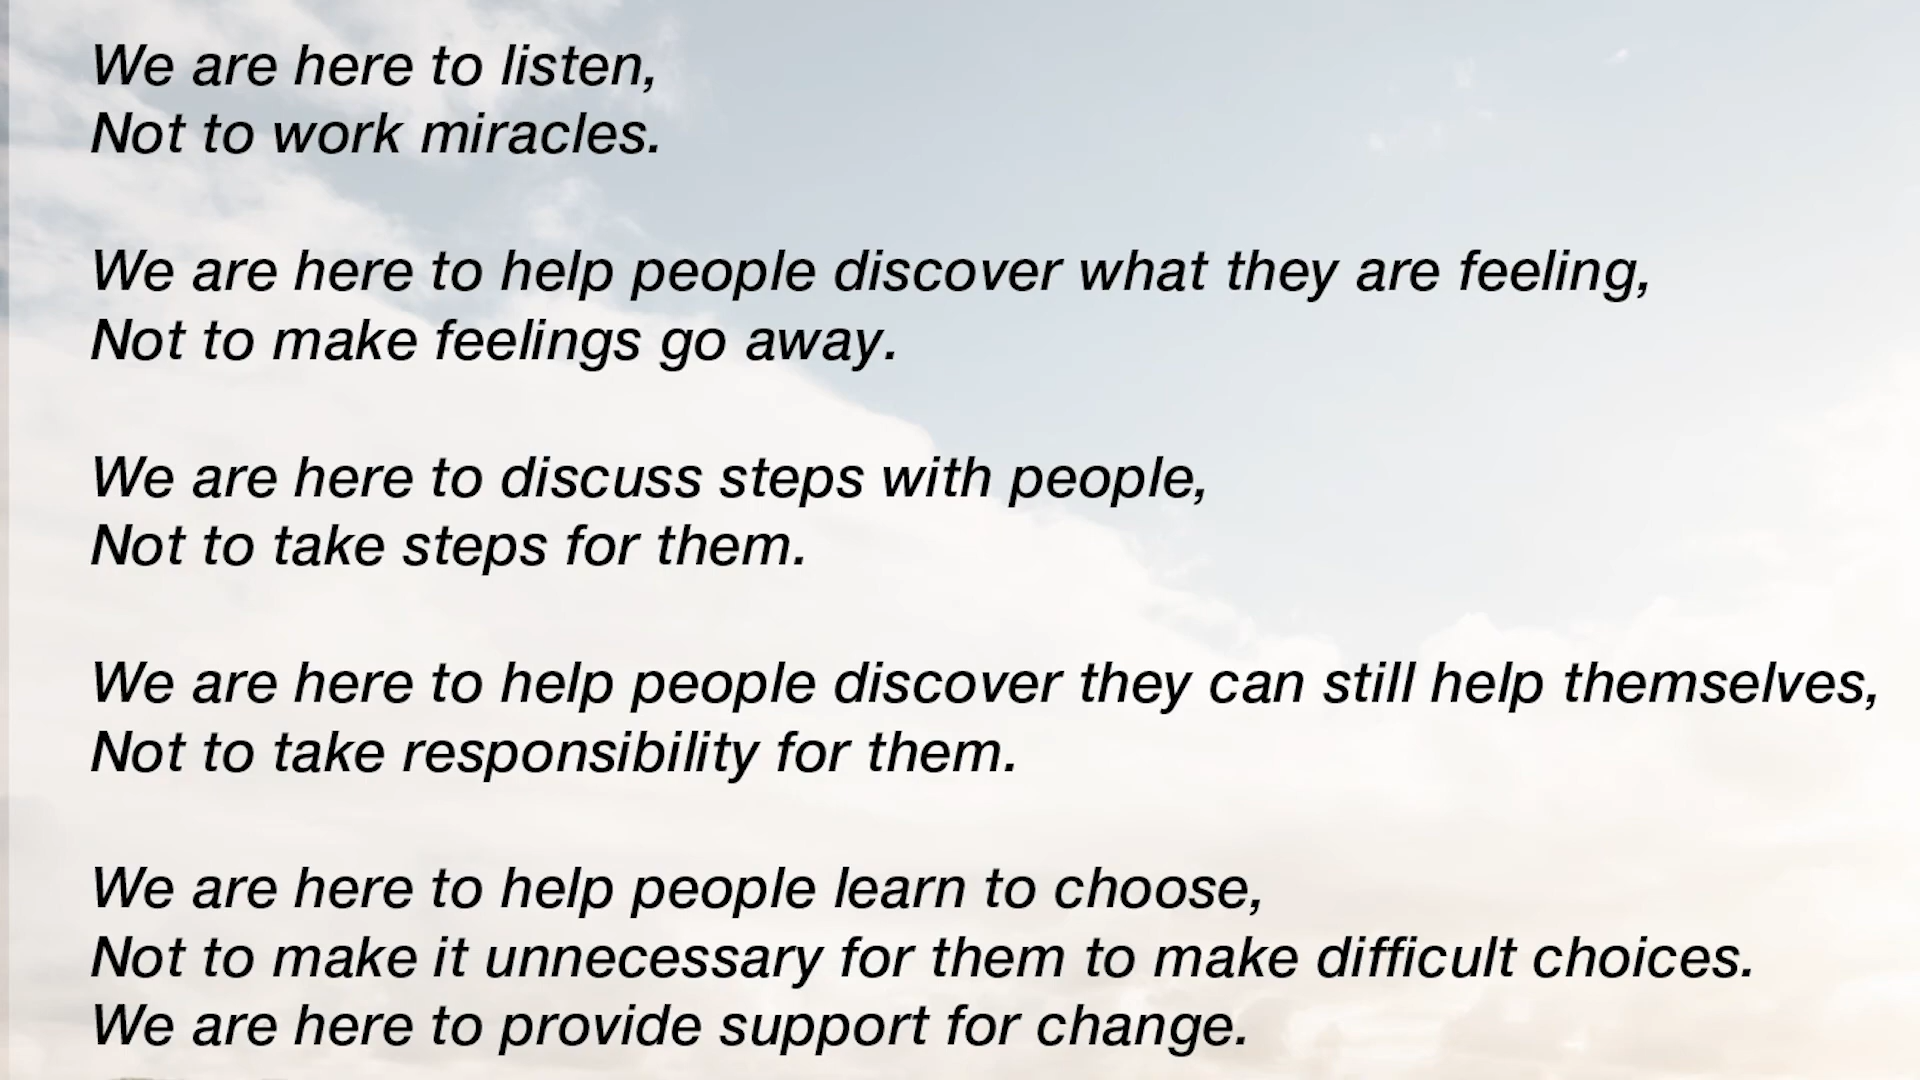 We are here to listen,
Not to work miracles.
We are here to help people discover what they are feeling,
Not to make feelings go away.
We are here to discuss steps with people,
Not to take steps for them.
We are here to help people discover they can still help themselves,
Not to take responsibility for them.
We are here to help people learn to choose,
Not to make it unnecessary for them to make difficult choices.
We are here to provide support for change.